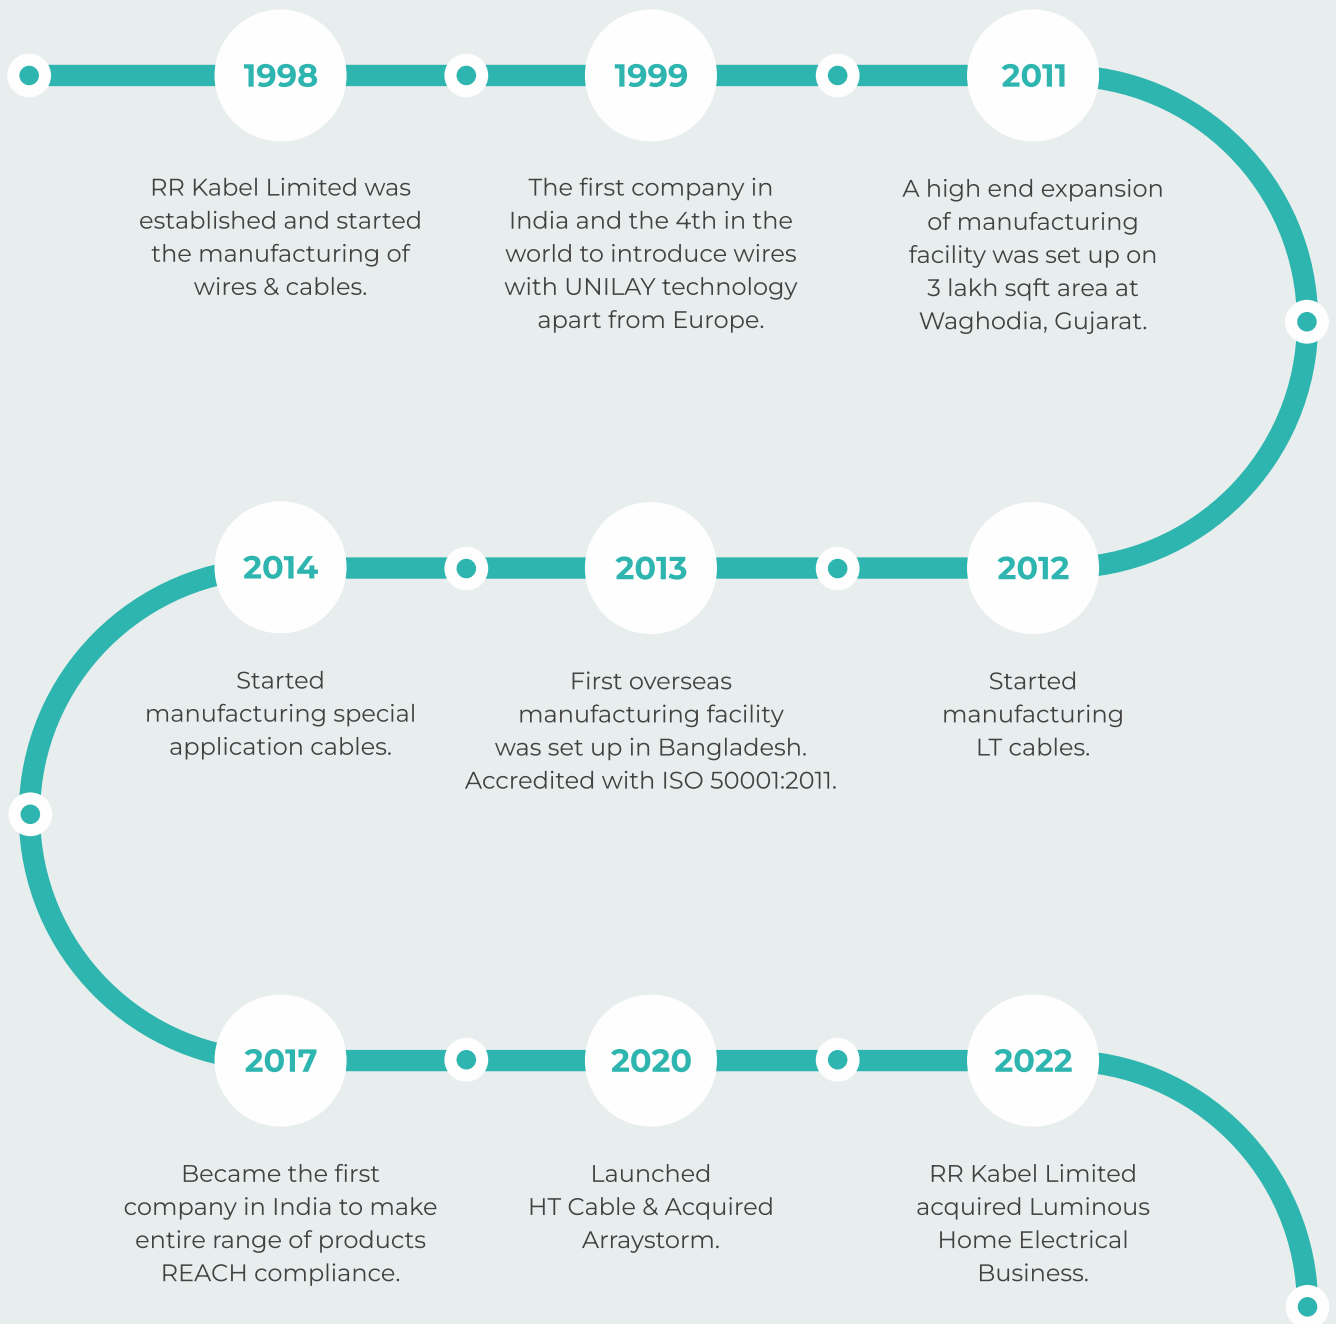 1998
RR Kabel Limited was
established and started
the manufacturing of
wires & cables.
1999
The first company in
India and the 4th in the
world to introduce wires
with UNILAY technology
apart from Europe.
2011
A high end expansion
of manufacturing
facility was set up on
3 lakh sqft area at
Waghodia, Gujarat.
2012
Started
manufacturing
LT cables.
2013
First overseas
manufacturing facility
was set up in Bangladesh.
Accredited with ISO 50001:2011.
2014
Started
manufacturing special
application cables.
2017
Became the first
company in India to make
entire range of products
REACH compliance.
2020
Launched
HT Cable & Acquired
Arraystorm.
2022
RR Kabel Limited
acquired Luminous
Home Electrical
Business.